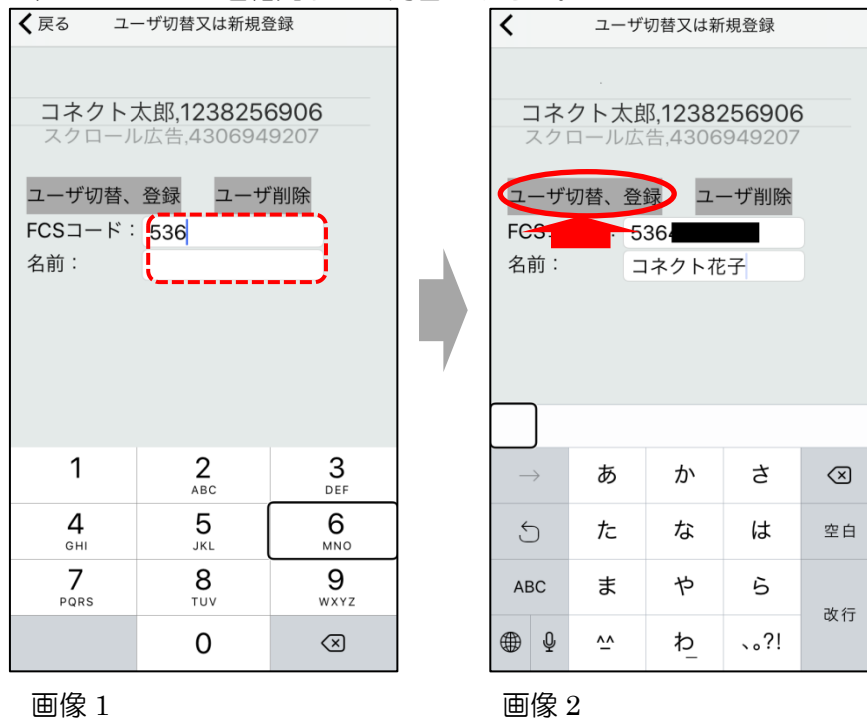 戻る ユーザ切替又は新規登録
コネクト太郎,1238256906
スクロール広告,4306949207
ユーザ切替、登録 ユーザ削除
FCSコード： 536
名前：
1 2 3
ABC DEF
4 5 6
GHI JKL MNO
7 8 9
PQRS TUV WXYZ
0
画像 1
ユーザ切替又は新規登録
コネクト太郎,1238256906
スクロール広告,4306949207
ユーザ切替、登録 ユーザ削除
FCS : 536
名前： コネクト花子
→ あ か さ
た な は 空白
ABC ま や ら
^^ わ 、。?! 改行
画像 2